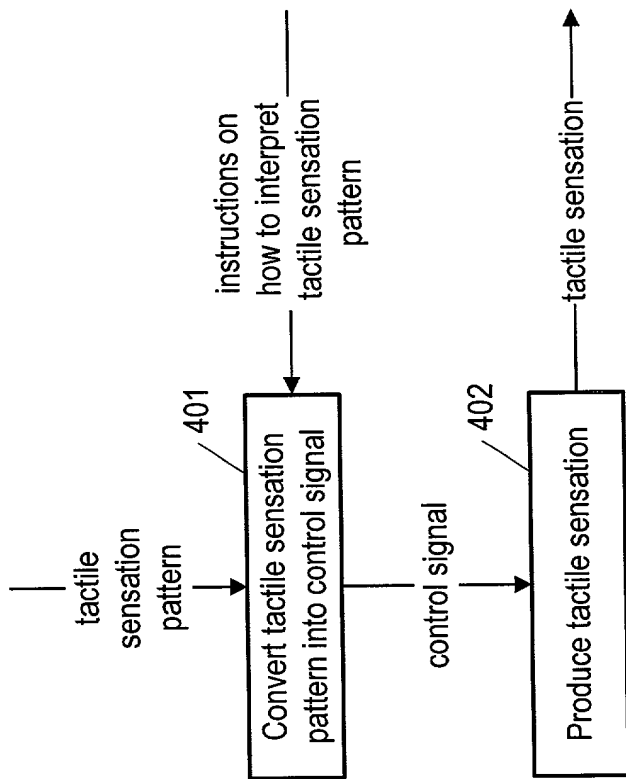 tactile
sensation
pattern
401
Convert tactile sensation
pattern into control signal
instructions on
how to interpret
tactile sensation
pattern
control signal
402
Produce tactile sensation
tactile sensation